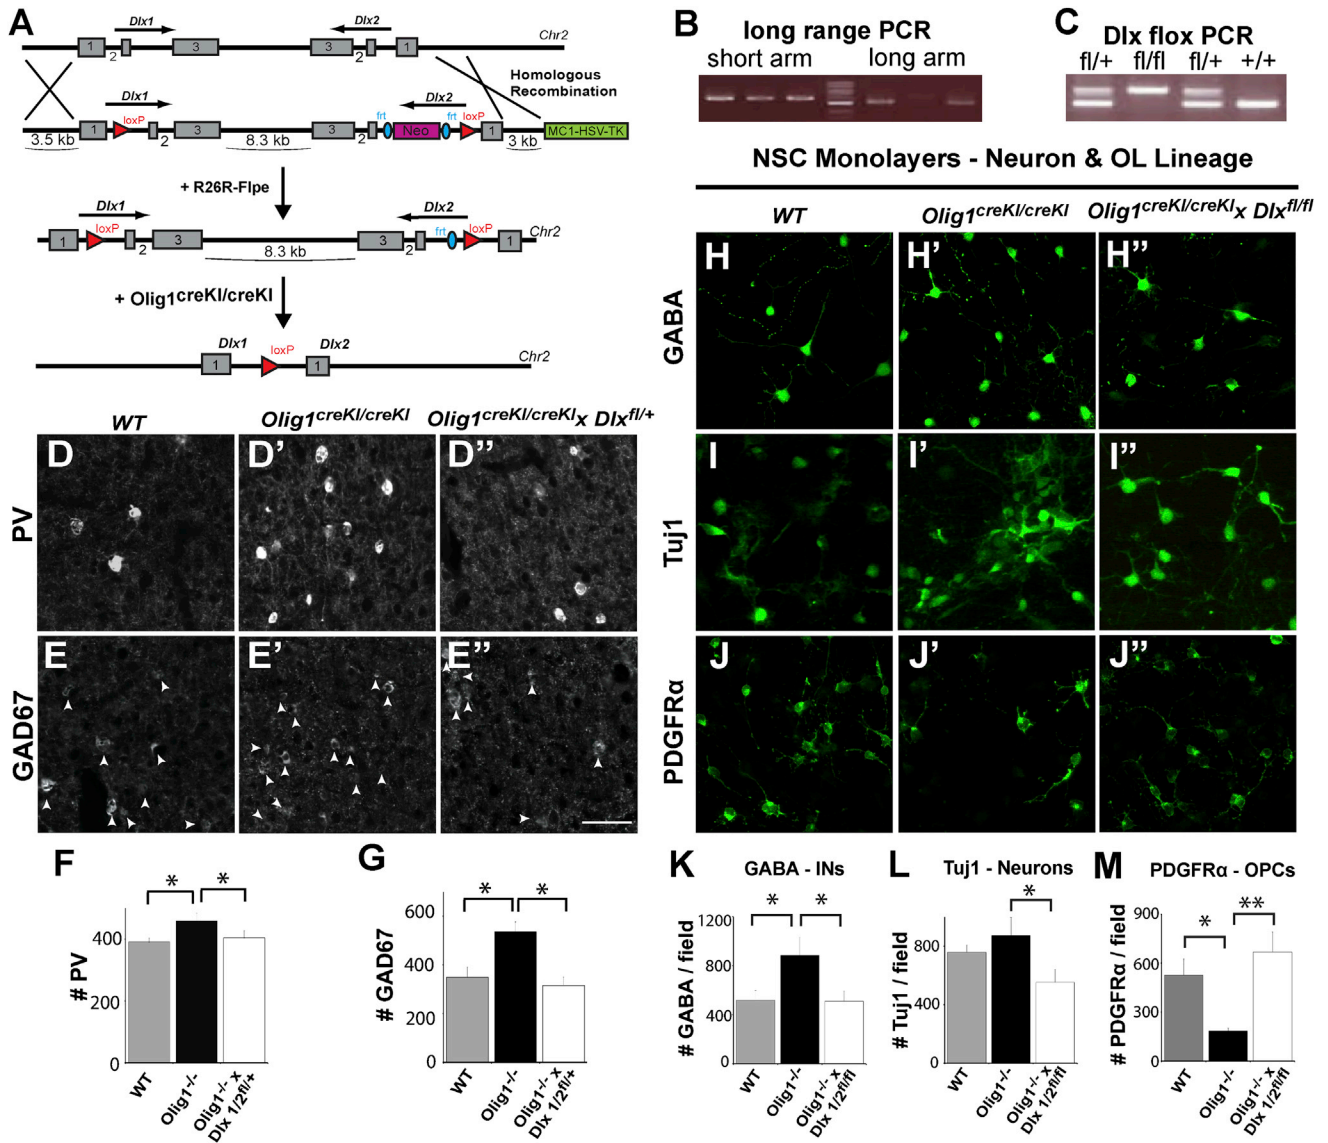 A
Dlx1
Dlx2
Chr2
1
2
3
3
2
1
Homologous
Recombination
Dlx1
Dlx2
loxP
frt
frt
loxP
1
2
3
3
2
Neo
1
MC1-HSV-TK
3.5 kb
8.3 kb
3 kb
+ R26R-Flpe
Dlx1
Dlx2
loxP
frt
loxP
1
2
3
3
2
1
Chr2
8.3 kb
+ Olig1creKI/creKI
Dlx1
loxP
Dlx2
Chr2
1
1
B
long range PCR
short arm
long arm
C
Dlx flox PCR
fl/+
fl/fl
fl/+
+/+
WT
Olig1creKI/creKI
Olig1creKI/creKI x Dlxfl/+
PV
D
D'
D''
GAD67
E
E'
E''
NSC Monolayers - Neuron & OL Lineage
WT
Olig1creKI/creKI
Olig1creKI/creKI x Dlxfl/fl
GABA
H
H'
H''
Tuj1
I
I'
I''
PDGFRα
J
J'
J''
F
# PV
400
200
0
*
*
WT
Olig1-/-
Olig1-/- x
Dlx 1/2fl/+
G
# GAD67
600
400
200
0
*
*
WT
Olig1-/-
Olig1-/- x
Dlx 1/2fl/+
K
GABA - INs
# GABA / field
1200
800
400
0
*
*
WT
Olig1-/-
Olig1-/- x
Dlx 1/2fl/fl
L
Tuj1 - Neurons
# Tuj1 / field
800
400
0
*
WT
Olig1-/-
Olig1-/- x
Dlx 1/2fl/fl
M
PDGFRα - OPCs
# PDGFRα / field
900
600
300
0
*
**
WT
Olig1-/-
Olig1-/- x
Dlx 1/2fl/fl